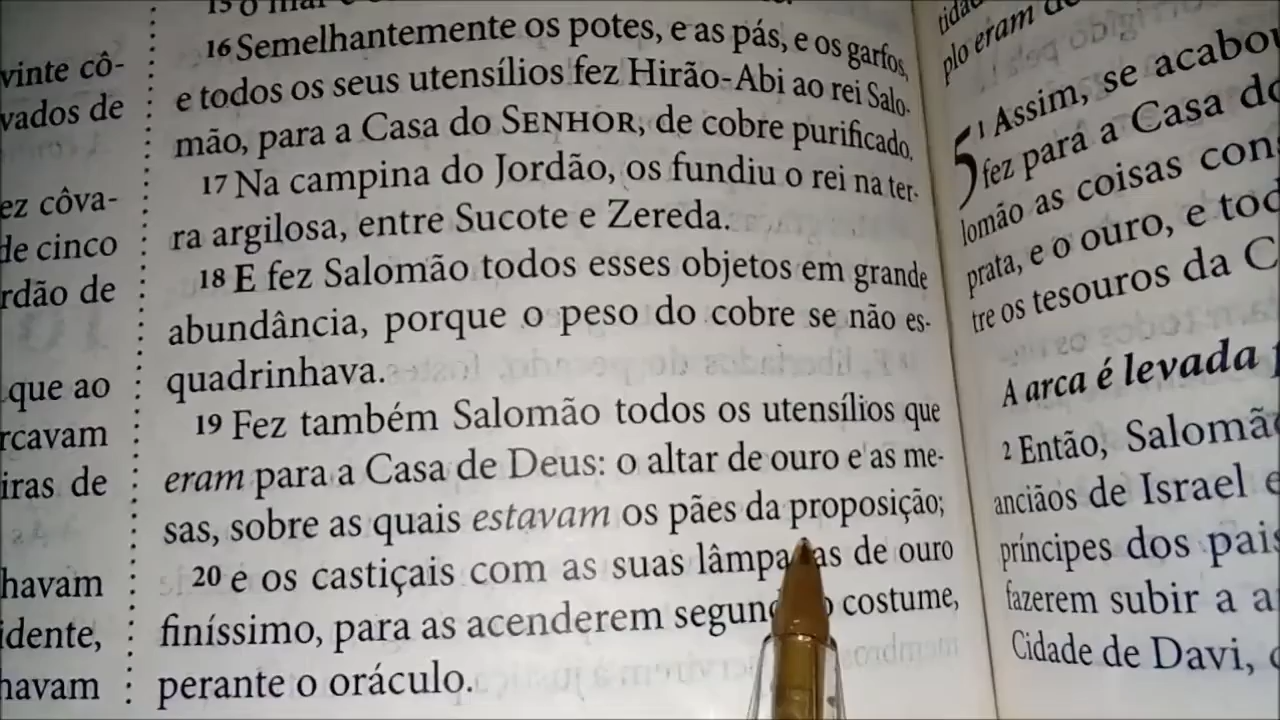 vinte cô-
vados de
ez côva-
de cinco
rdão de
que ao
rcavam
iras de
havam
idente,
havam
16 Semelhantemente os potes, e as pás, e os garfos,
e todos os seus utensílios fez Hirão-Abi ao rei Salo-
mão, para a Casa do SENHOR, de cobre purificado,
17 Na campina do Jordão, os fundiu o rei na ter-
ra argilosa, entre Sucote e Zereda.
18 E fez Salomão todos esses objetos em grande
abundância, porque o peso do cobre se não es-
quadrinhava.
19 Fez também Salomão todos os utensílios que
eram para a Casa de Deus: o altar de ouro e as me-
sas, sobre as quais estavam os pães da proposição;
20 e os castiçais com as suas lâmpadas de ouro
finíssimo, para as acenderem segundo o costume,
perante o oráculo.
plo eram
5 1 Assim, se acabou
fez para a Casa do
lomão as coisas con
prata, e o ouro, e tod
tre os tesouros da C
A arca é levada
2 Então, Salomão
anciãos de Israel e
príncipes dos pais
fazerem subir a a
Cidade de Davi,